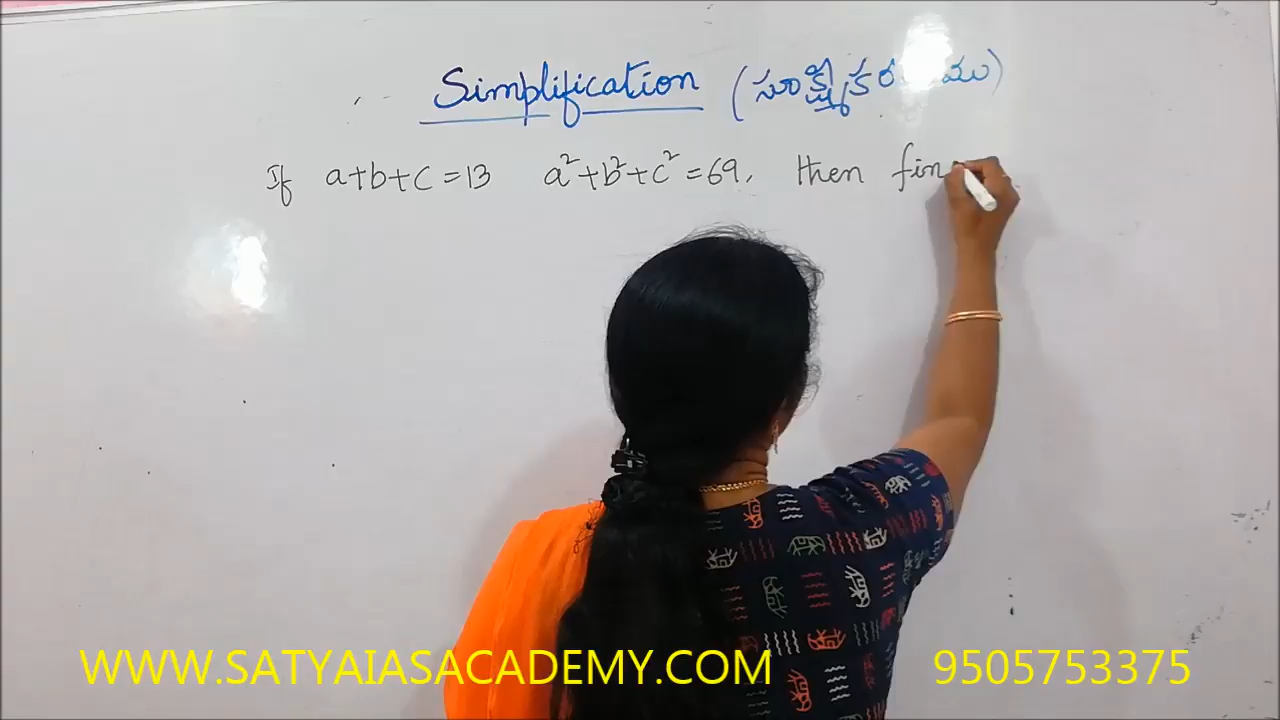 Simplification
If a+b+c=13 a²+b²+c²=69, then fin
WWW.SATYAIASACADEMY.COM 9505753375